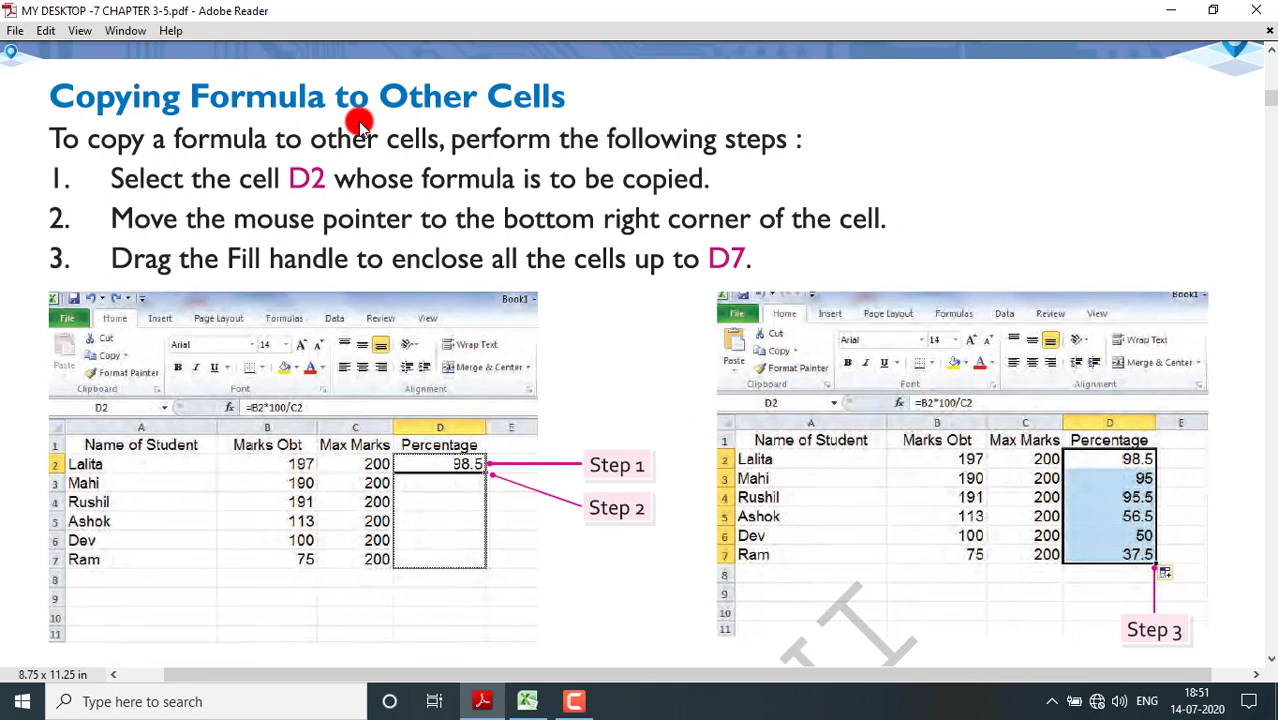 MY DESKTOP -7 CHAPTER 3-5.pdf - Adobe Reader
File Edit View Window Help
Copying Formula to Other Cells
To copy a formula to other cells, perform the following steps :
1. Select the cell D2 whose formula is to be copied.
2. Move the mouse pointer to the bottom right corner of the cell.
3. Drag the Fill handle to enclose all the cells up to D7.
Book1 -
File Home Insert Page Layout Formulas Data Review View
Cut
Copy
Paste
Format Painter
Arial 14 A A
B I U A
Wrap Text
Merge & Center
Clipboard Font Alignment
D2 fx =B2*100/C2
A B C D E
1 Name of Student Marks Obt Max Marks Percentage
2 Lalita 197 200 98.5
3 Mahi 190 200
4 Rushil 191 200
5 Ashok 113 200
6 Dev 100 200
7 Ram 75 200
8
9
10
11
Step 1
Step 2
Book1 -
File Home Insert Page Layout Formulas Data Review View
Cut
Copy
Paste
Format Painter
Arial 14 A A
B I U A
Wrap Text
Merge & Center
Clipboard Font Alignment
D2 fx =B2*100/C2
A B C D E
1 Name of Student Marks Obt Max Marks Percentage
2 Lalita 197 200 98.5
3 Mahi 190 200 95
4 Rushil 191 200 95.5
5 Ashok 113 200 56.5
6 Dev 100 200 50
7 Ram 75 200 37.5
8
9
10
11
Step 3
8.75 x 11.25 in
Type here to search
ENG
18:51
14-07-2020